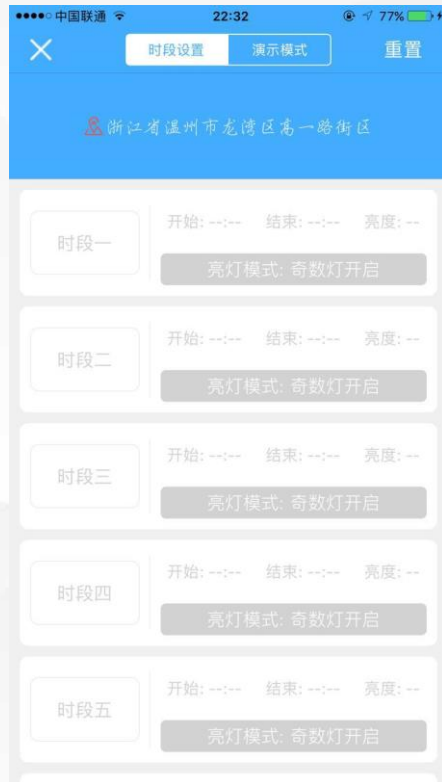 中国联通 22:32 77%
时段设置 演示模式 重置
浙江省温州市龙湾区高一路街区
时段一 开始: --:-- 结束: --:-- 亮度: --
亮灯模式: 奇数灯开启
时段二 开始: --:-- 结束: --:-- 亮度: --
亮灯模式: 奇数灯开启
时段三 开始: --:-- 结束: --:-- 亮度: --
亮灯模式: 奇数灯开启
时段四 开始: --:-- 结束: --:-- 亮度: --
亮灯模式: 奇数灯开启
时段五 开始: --:-- 结束: --:-- 亮度: --
亮灯模式: 奇数灯开启